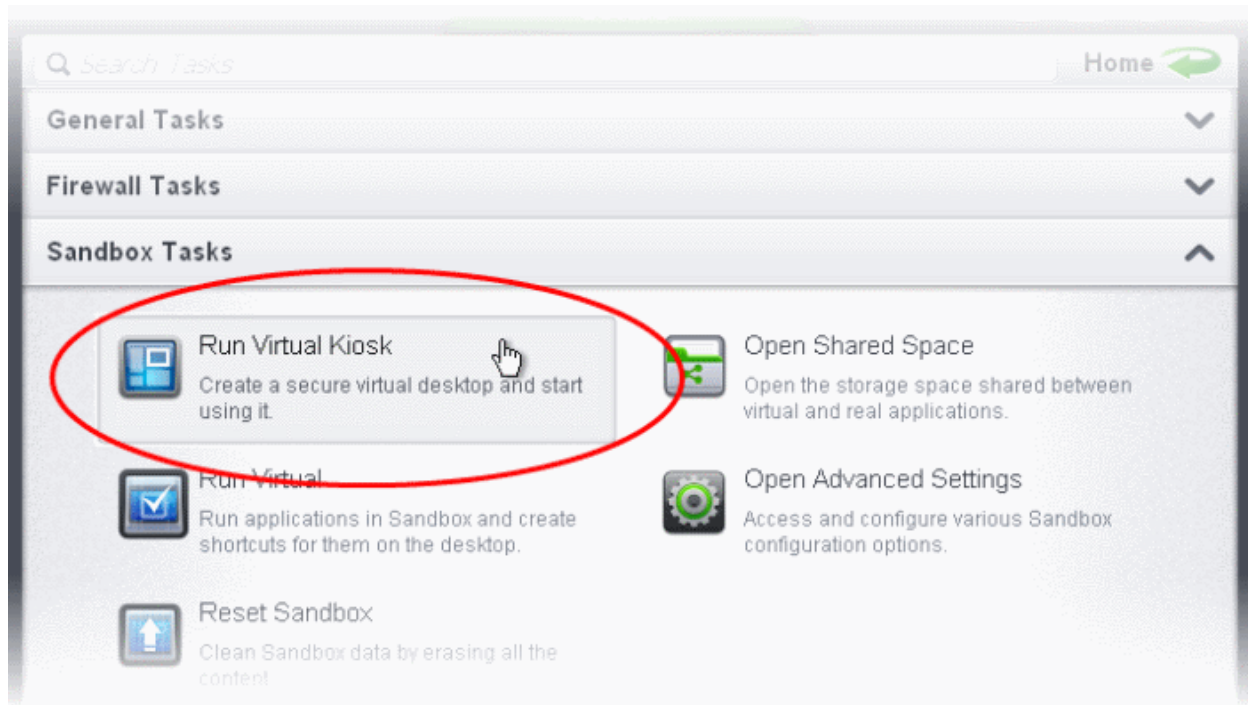 Search Tasks
Home
General Tasks
Firewall Tasks
Sandbox Tasks
Run Virtual Kiosk
Create a secure virtual desktop and start
using it.
Open Shared Space
Open the storage space shared between
virtual and real applications.
Run Virtual
Run applications in Sandbox and create
shortcuts for them on the desktop.
Open Advanced Settings
Access and configure various Sandbox
configuration options.
Reset Sandbox
Clean Sandbox data by erasing all the
content